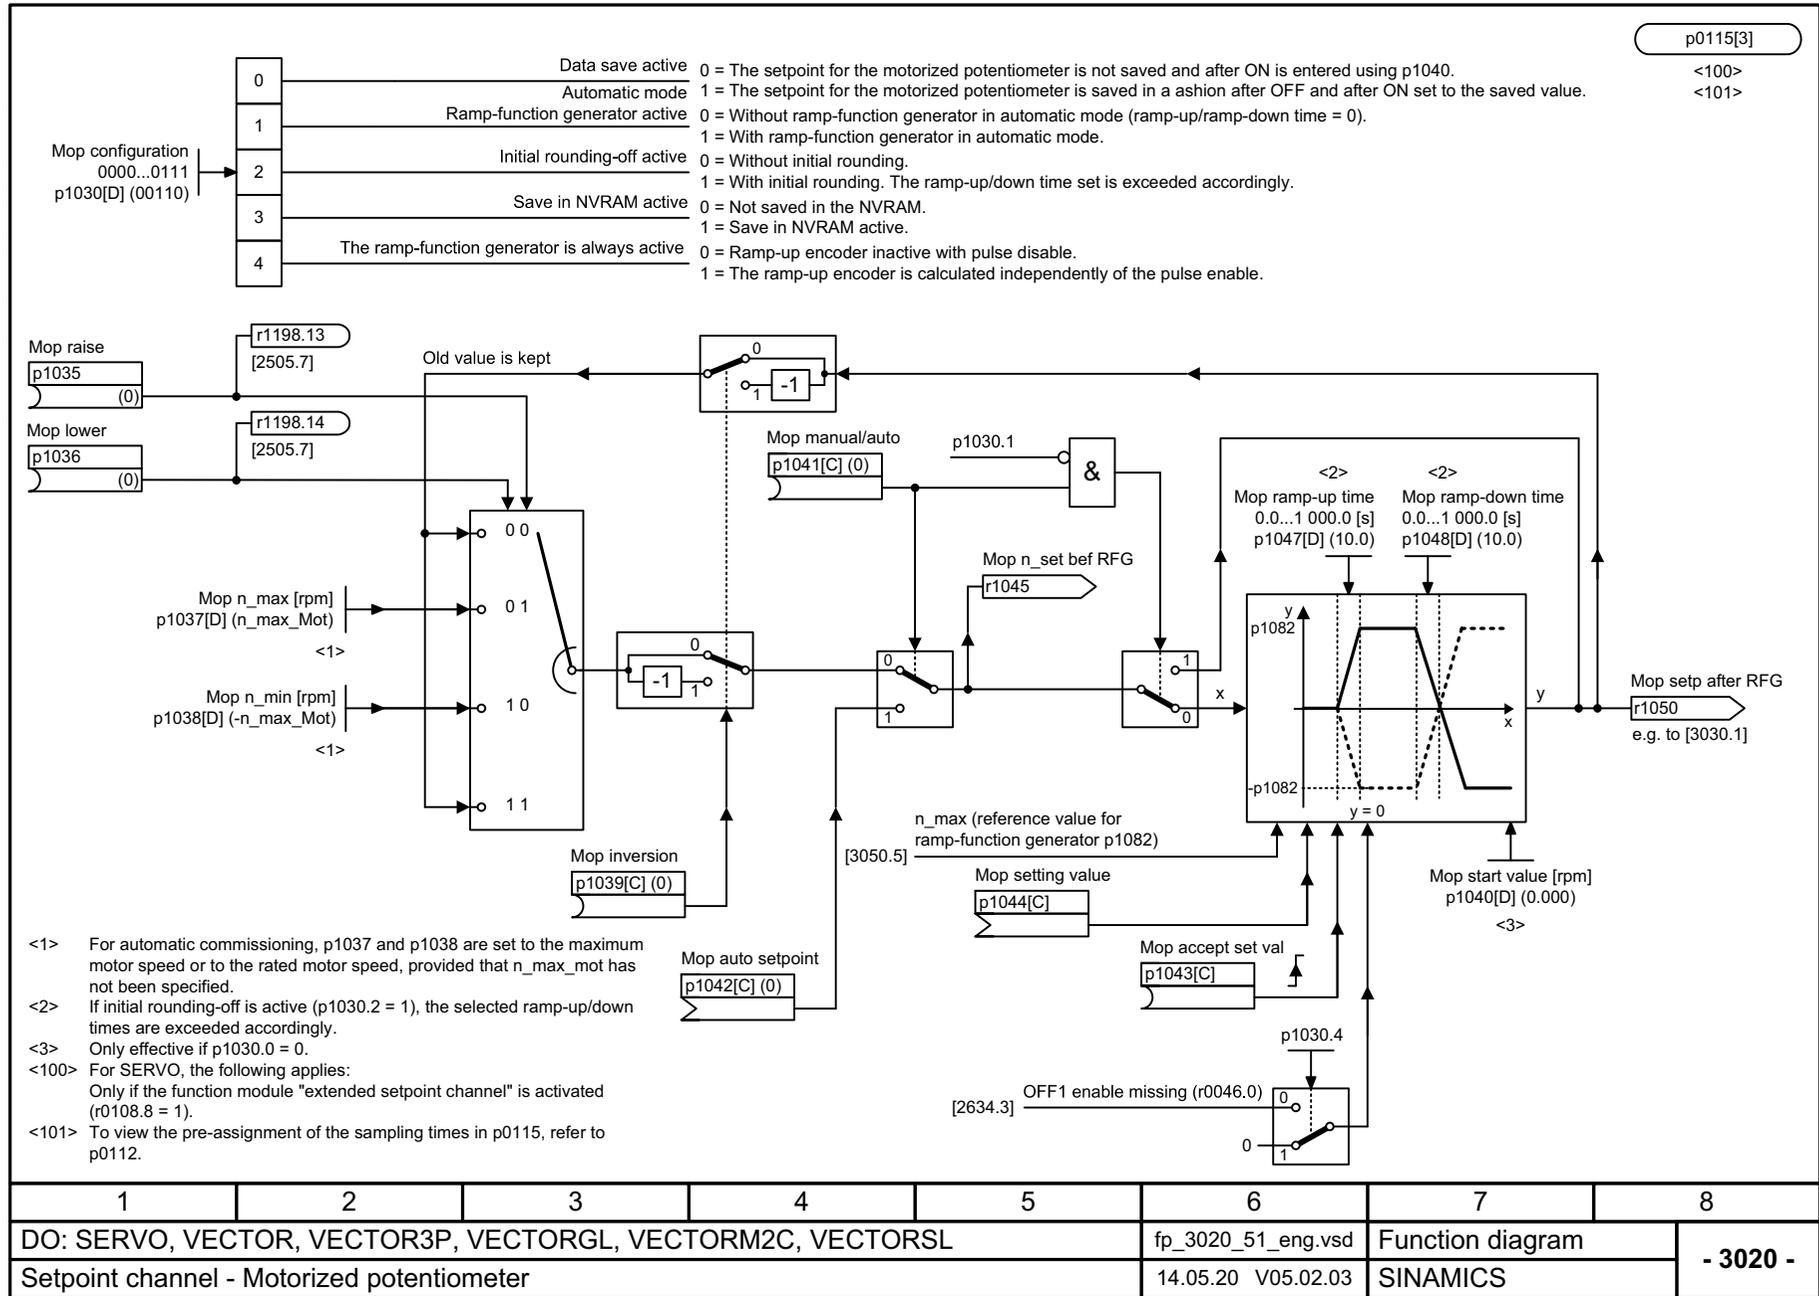 p0115[3]
<100>
<101>
0
1
2
3
4
Mop configuration
0000...0111
p1030[D] (00110)
Data save active
0 = The setpoint for the motorized potentiometer is not saved and after ON is entered using p1040.
Automatic mode
1 = The setpoint for the motorized potentiometer is saved in a ashion after OFF and after ON set to the saved value.
Ramp-function generator active
0 = Without ramp-function generator in automatic mode (ramp-up/ramp-down time = 0).
1 = With ramp-function generator in automatic mode.
Initial rounding-off active
0 = Without initial rounding.
1 = With initial rounding. The ramp-up/down time set is exceeded accordingly.
Save in NVRAM active
0 = Not saved in the NVRAM.
1 = Save in NVRAM active.
The ramp-function generator is always active
0 = Ramp-up encoder inactive with pulse disable.
1 = The ramp-up encoder is calculated independently of the pulse enable.
Mop raise
p1035
(0)
r1198.13
[2505.7]
Mop lower
p1036
(0)
r1198.14
[2505.7]
Old value is kept
0
1
-1
Mop manual/auto
p1041[C] (0)
p1030.1
&
<2>
Mop ramp-up time
0.0...1 000.0 [s]
p1047[D] (10.0)
<2>
Mop ramp-down time
0.0...1 000.0 [s]
p1048[D] (10.0)
0 0
0 1
1 0
1 1
Mop n_max [rpm]
p1037[D] (n_max_Mot)
<1>
Mop n_min [rpm]
p1038[D] (-n_max_Mot)
<1>
-1
0
1
0
1
Mop n_set bef RFG
r1045
1
0
x
y
p1082
x
-p1082
y = 0
y
Mop setp after RFG
r1050
e.g. to [3030.1]
Mop inversion
p1039[C] (0)
n_max (reference value for
ramp-function generator p1082)
[3050.5]
Mop setting value
p1044[C]
Mop start value [rpm]
p1040[D] (0.000)
<3>
Mop auto setpoint
p1042[C] (0)
Mop accept set val
p1043[C]
p1030.4
OFF1 enable missing (r0046.0)
[2634.3]
0
0
1
<1> For automatic commissioning, p1037 and p1038 are set to the maximum
motor speed or to the rated motor speed, provided that n_max_mot has
not been specified.
<2> If initial rounding-off is active (p1030.2 = 1), the selected ramp-up/down
times are exceeded accordingly.
<3> Only effective if p1030.0 = 0.
<100> For SERVO, the following applies:
Only if the function module "extended setpoint channel" is activated
(r0108.8 = 1).
<101> To view the pre-assignment of the sampling times in p0115, refer to
p0112.
1 2 3 4 5 6 7 8
DO: SERVO, VECTOR, VECTOR3P, VECTORGL, VECTORM2C, VECTORSL
fp_3020_51_eng.vsd
Function diagram
- 3020 -
Setpoint channel - Motorized potentiometer
14.05.20 V05.02.03
SINAMICS